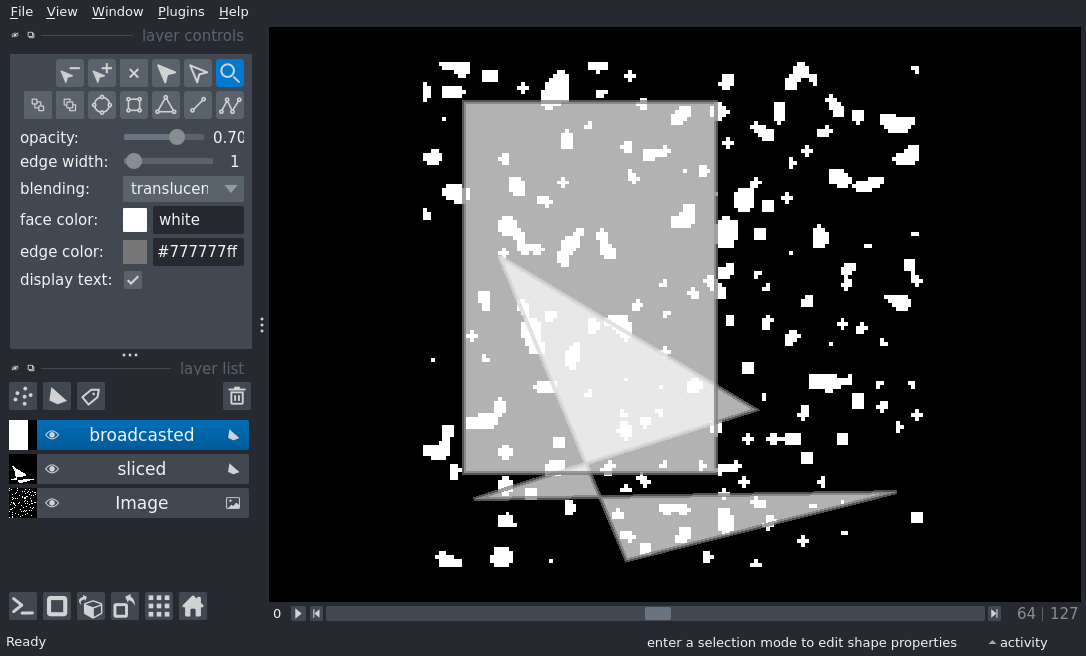 File View Window Plugins Help
layer controls
opacity: 0.70
edge width: 1
blending: translucen
face color: white
edge color: #777777ff
display text:
layer list
broadcasted
sliced
Image
0 64 | 127
Ready enter a selection mode to edit shape properties activity